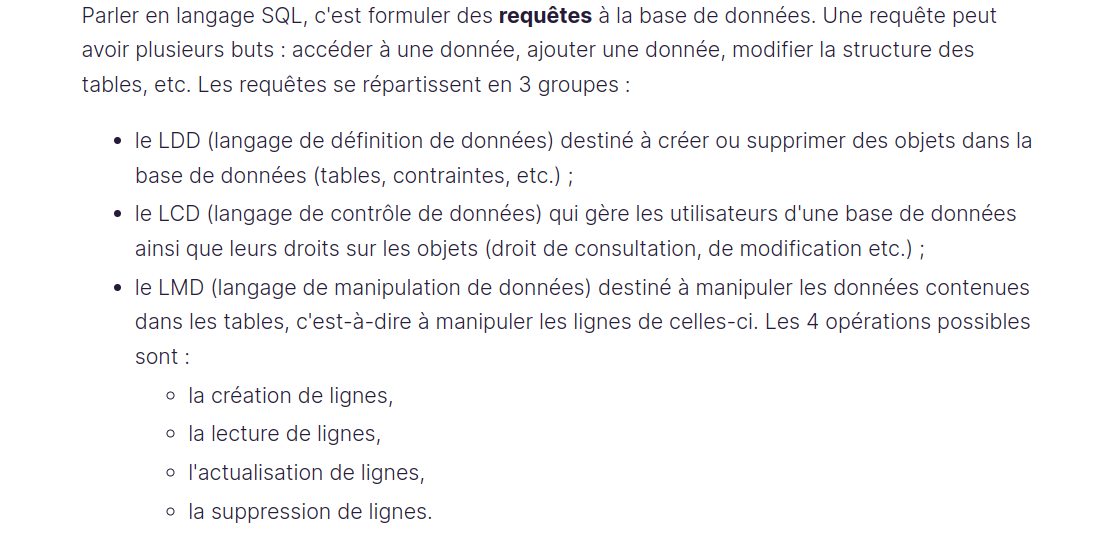 Parler en langage SQL, c'est formuler des requêtes à la base de données. Une requête peut
avoir plusieurs buts : accéder à une donnée, ajouter une donnée, modifier la structure des
tables, etc. Les requêtes se répartissent en 3 groupes :
• le LDD (langage de définition de données) destiné à créer ou supprimer des objets dans la
base de données (tables, contraintes, etc.) ;
• le LCD (langage de contrôle de données) qui gère les utilisateurs d'une base de données
ainsi que leurs droits sur les objets (droit de consultation, de modification etc.) ;
• le LMD (langage de manipulation de données) destiné à manipuler les données contenues
dans les tables, c'est-à-dire à manipuler les lignes de celles-ci. Les 4 opérations possibles
sont :
◦ la création de lignes,
◦ la lecture de lignes,
◦ l'actualisation de lignes,
◦ la suppression de lignes.